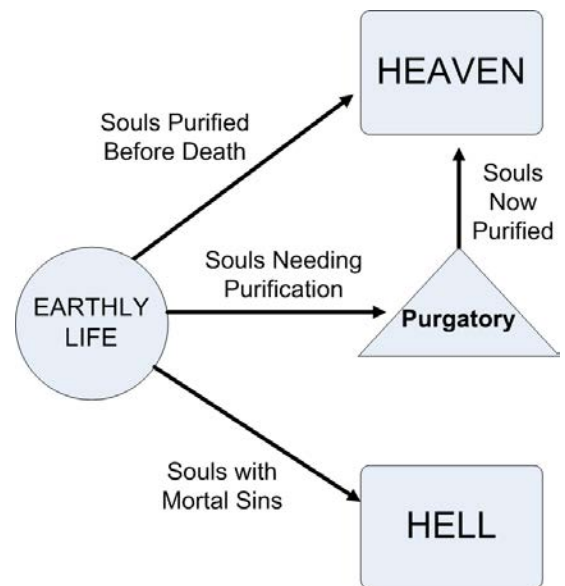 HEAVEN
Souls Purified
Before Death
Souls
Now
Purified
Souls Needing
Purification
EARTHLY
LIFE
Purgatory
Souls with
Mortal Sins
HELL